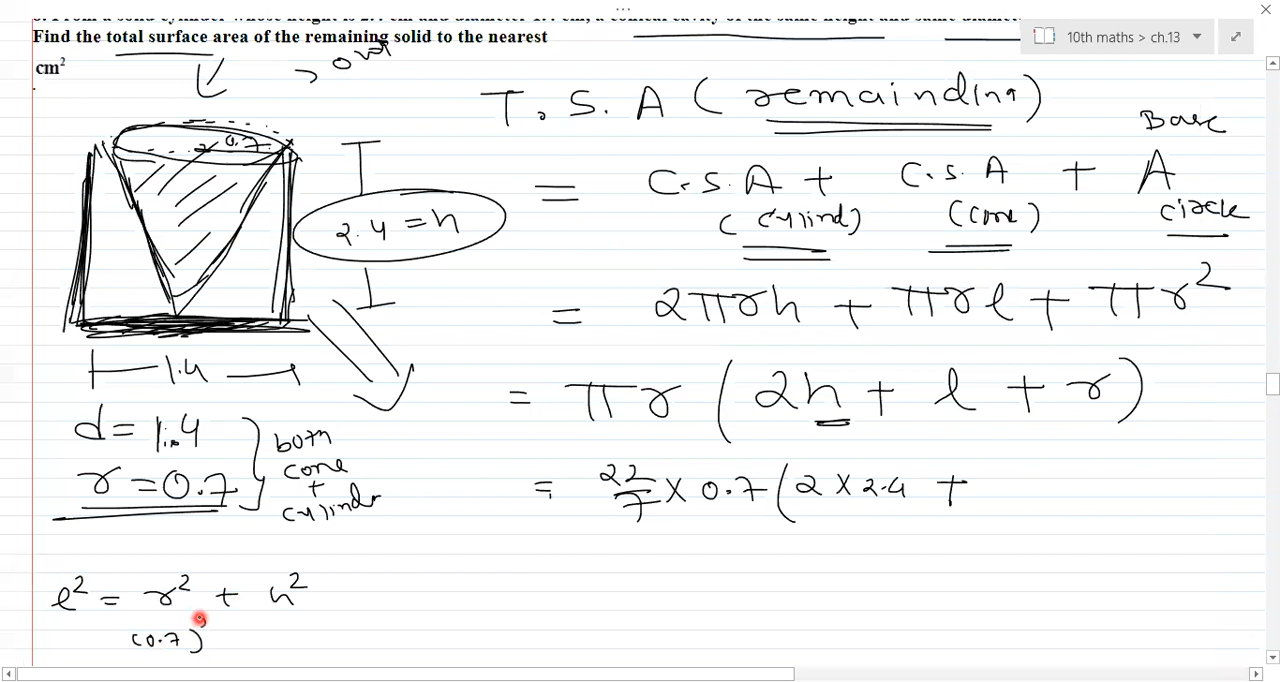 Find the total surface area of the remaining solid to the nearest
cm²
10th maths > ch.13
T.S.A (remainding)
0.7
2.4 = h
1.4
Base
= C.S.A + C.S.A + A
(cylind) (cone) circle
= 2πrh + πrl + πr²
= πr (2h + l + r)
d = 1.4
r = 0.7
both
cone
+
cylinder
= 22/7 × 0.7 (2 × 2.4 +
l² = r² + h²
(0.7)